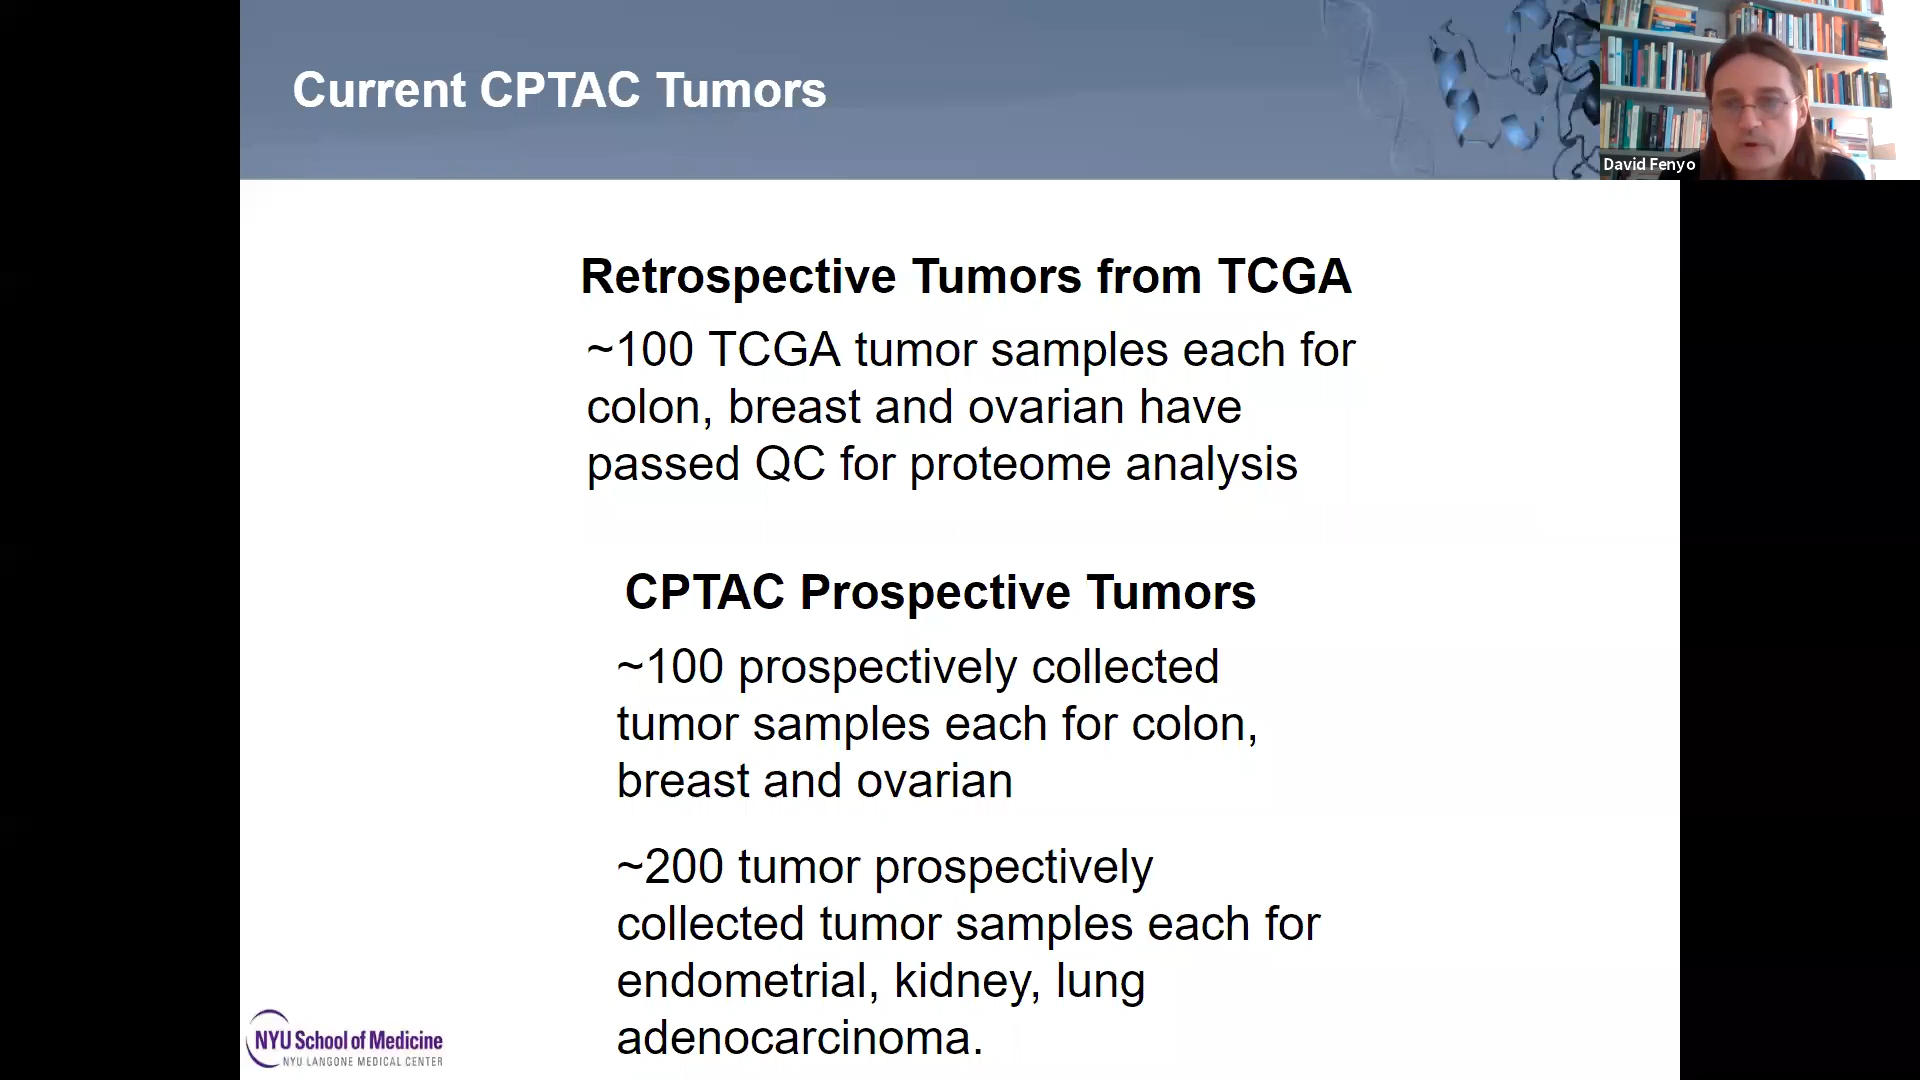 Current CPTAC Tumors
David Fenyo
Retrospective Tumors from TCGA
~100 TCGA tumor samples each for
colon, breast and ovarian have
passed QC for proteome analysis
CPTAC Prospective Tumors
~100 prospectively collected
tumor samples each for colon,
breast and ovarian
~200 tumor prospectively
collected tumor samples each for
endometrial, kidney, lung
adenocarcinoma.
NYU School of Medicine
NYU LANGONE MEDICAL CENTER